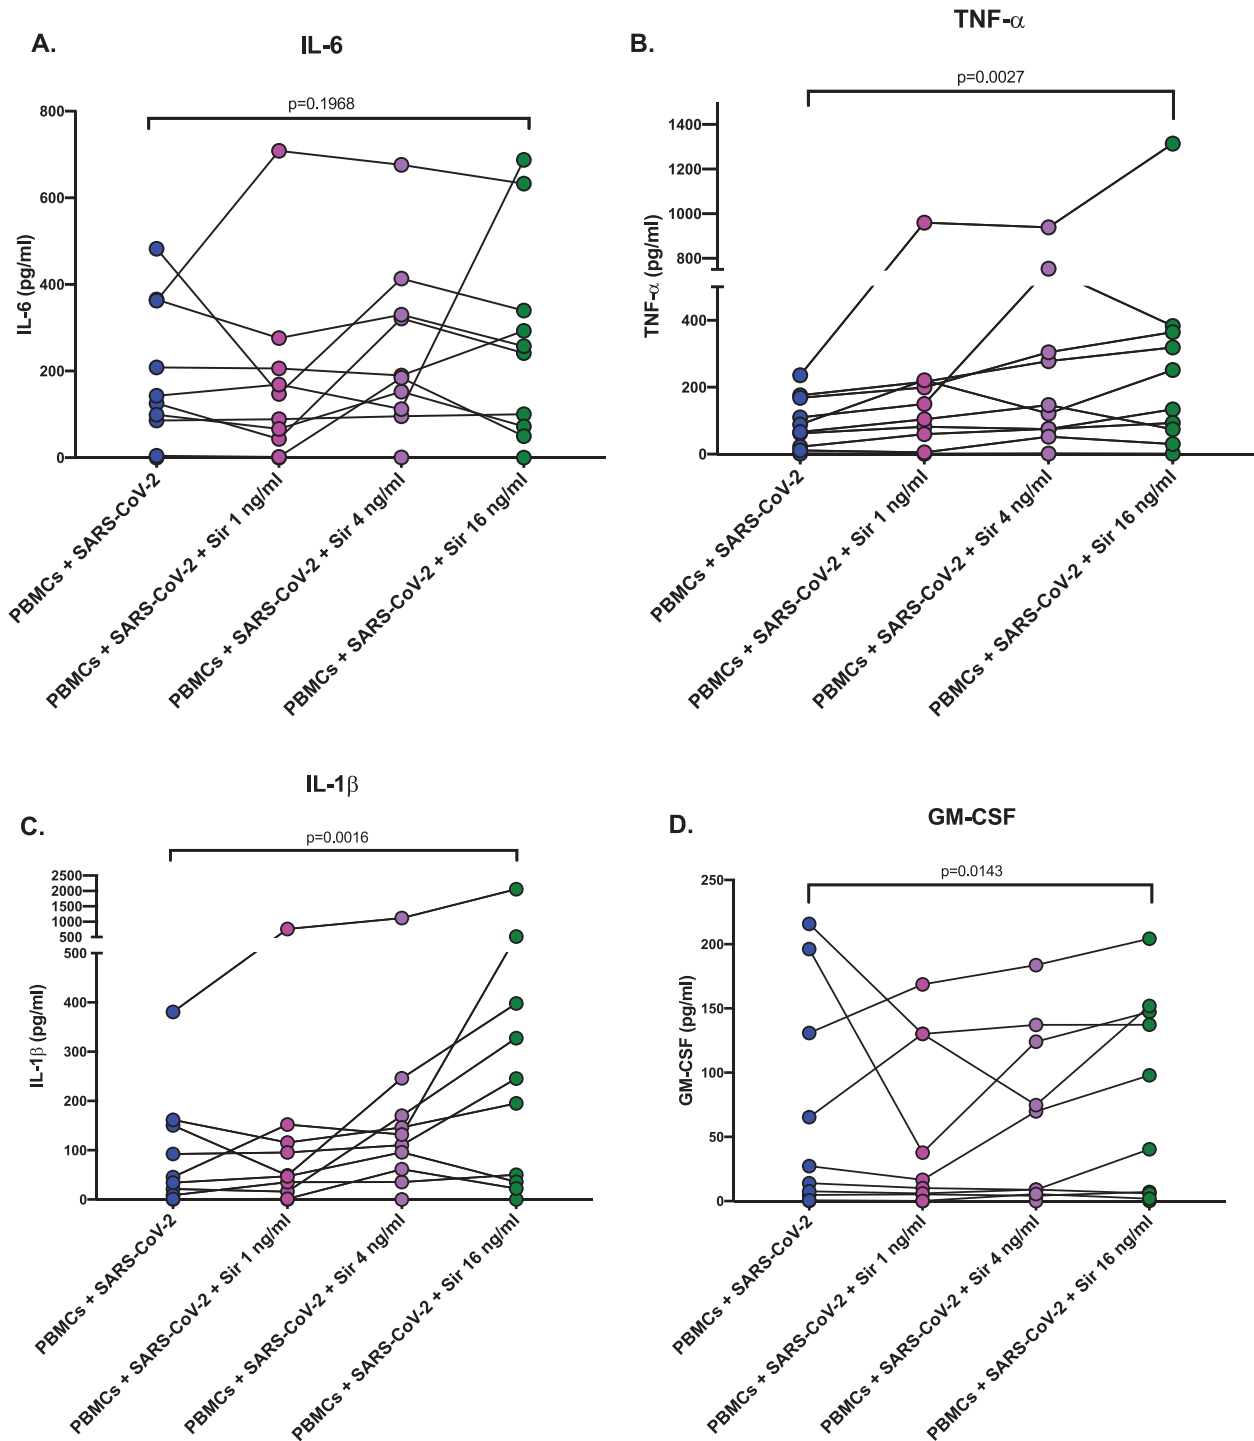 A.
IL-6
p=0.1968
800
600
400
200
0
IL-6 (pg/ml)
PBMCs + SARS-CoV-2
PBMCs + SARS-CoV-2 + Sir 1 ng/ml
PBMCs + SARS-CoV-2 + Sir 4 ng/ml
PBMCs + SARS-CoV-2 + Sir 16 ng/ml
B.
TNF-α
p=0.0027
1400
1200
1000
800
400
200
0
TNF-α (pg/ml)
PBMCs + SARS-CoV-2
PBMCs + SARS-CoV-2 + Sir 1 ng/ml
PBMCs + SARS-CoV-2 + Sir 4 ng/ml
PBMCs + SARS-CoV-2 + Sir 16 ng/ml
C.
IL-1β
p=0.0016
2500
2000
1500
1000
500
500
400
300
200
100
0
IL-1β (pg/ml)
PBMCs + SARS-CoV-2
PBMCs + SARS-CoV-2 + Sir 1 ng/ml
PBMCs + SARS-CoV-2 + Sir 4 ng/ml
PBMCs + SARS-CoV-2 + Sir 16 ng/ml
D.
GM-CSF
p=0.0143
250
200
150
100
50
0
GM-CSF (pg/ml)
PBMCs + SARS-CoV-2
PBMCs + SARS-CoV-2 + Sir 1 ng/ml
PBMCs + SARS-CoV-2 + Sir 4 ng/ml
PBMCs + SARS-CoV-2 + Sir 16 ng/ml